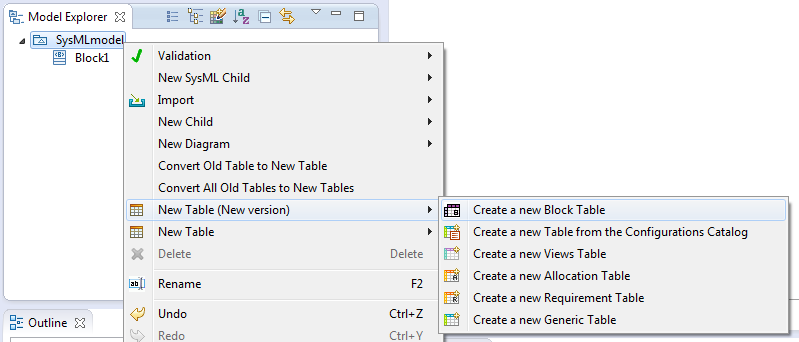 Model Explorer
SysMLmodel
Block1
Validation
New SysML Child
Import
New Child
New Diagram
Convert Old Table to New Table
Convert All Old Tables to New Tables
New Table (New version)
New Table
Delete Delete
Rename F2
Undo Ctrl+Z
Redo Ctrl+Y
Create a new Block Table
Create a new Table from the Configurations Catalog
Create a new Views Table
Create a new Allocation Table
Create a new Requirement Table
Create a new Generic Table
Outline